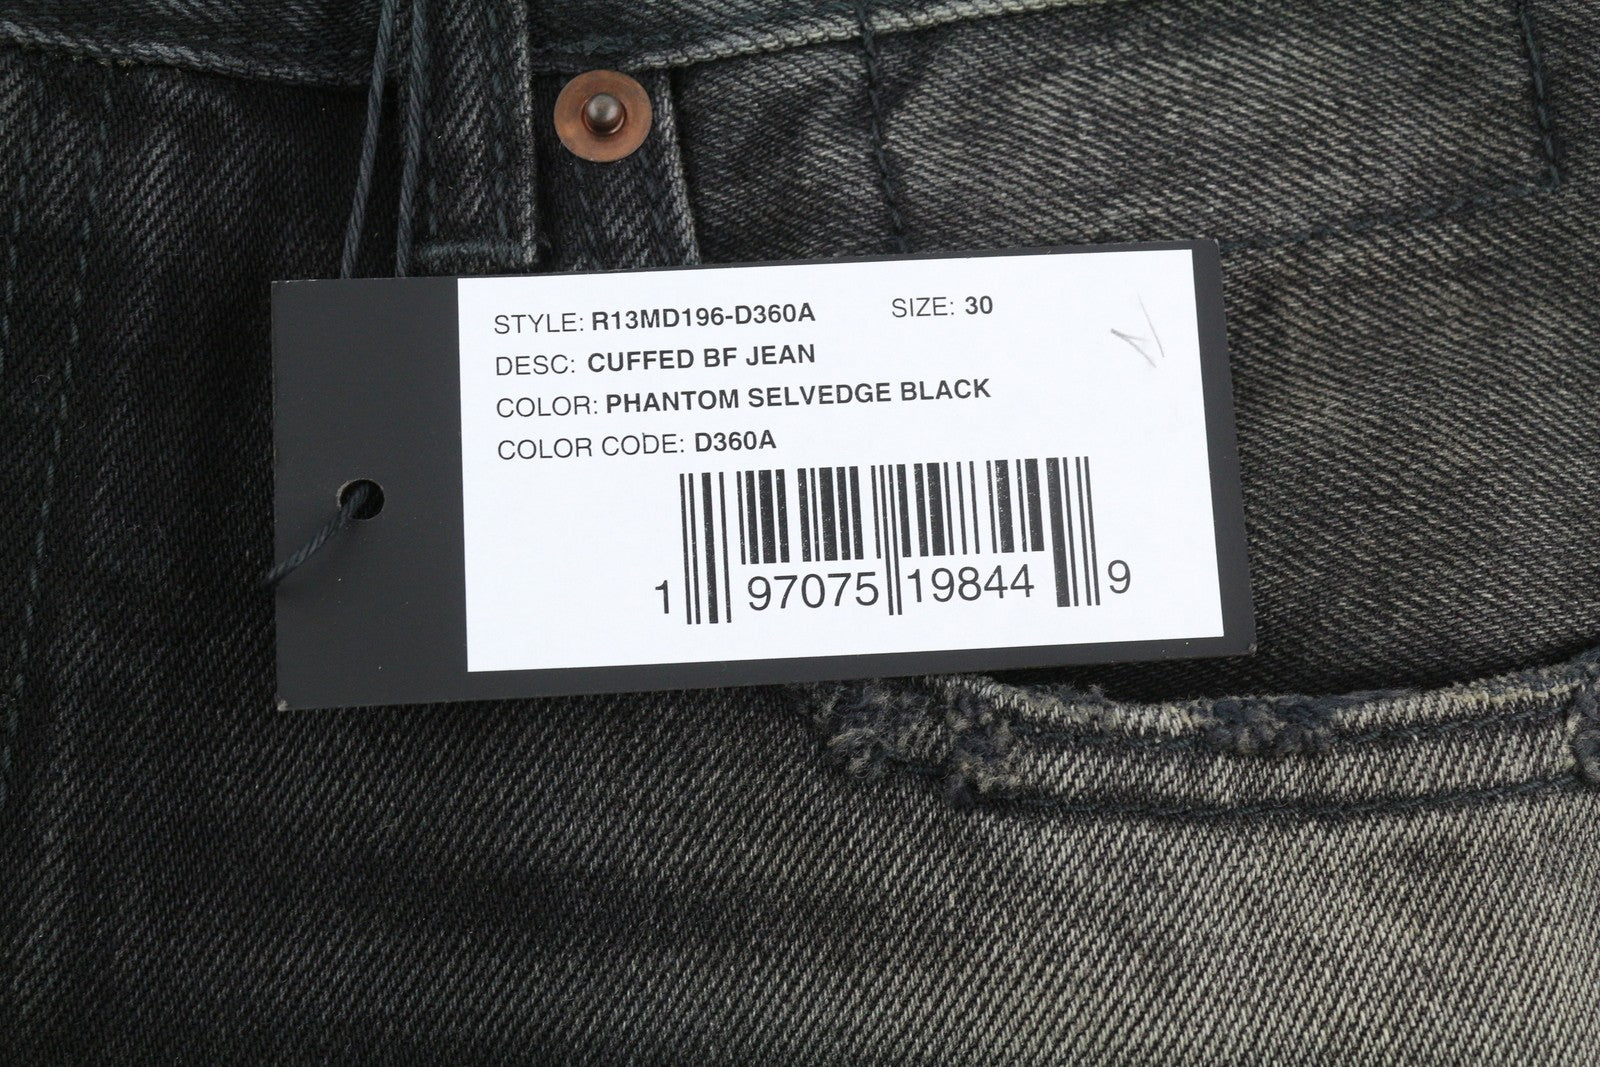 STYLE: R13MD196-D360A SIZE: 30
DESC: CUFFED BF JEAN
COLOR: PHANTOM SELVEDGE BLACK
COLOR CODE: D360A
1 97075 19844 9